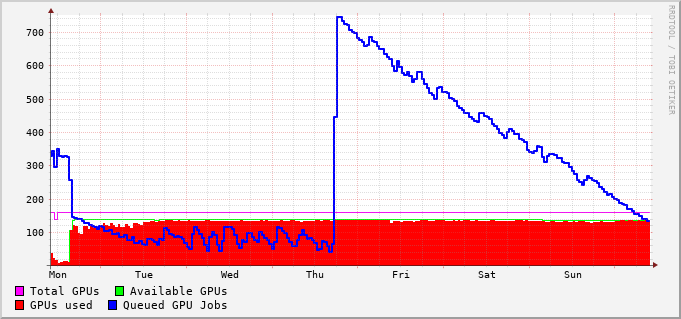 RRDTOOL / TOBI OETIKER
700
600
500
400
300
200
100
Mon Tue Wed Thu Fri Sat Sun
Total GPUs Available GPUs
GPUs used Queued GPU Jobs